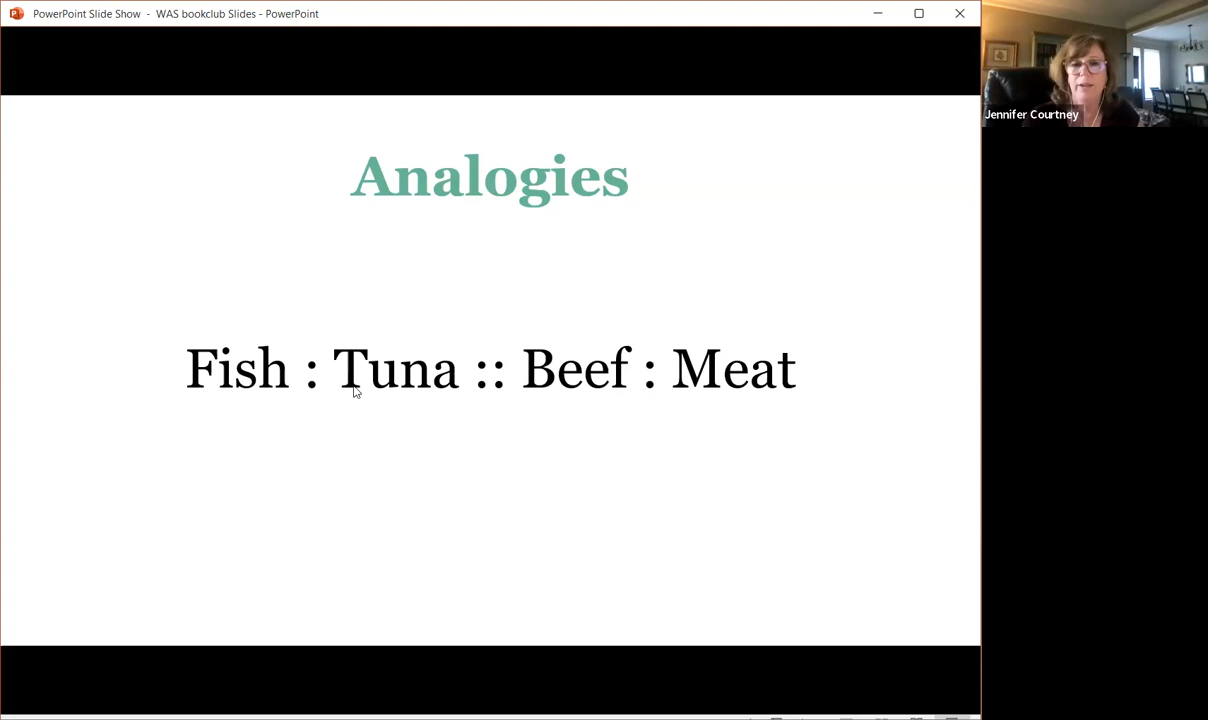 PowerPoint Slide Show - WAS bookclub Slides - PowerPoint
Jennifer Courtney
Analogies
Fish : Tuna :: Beef : Meat